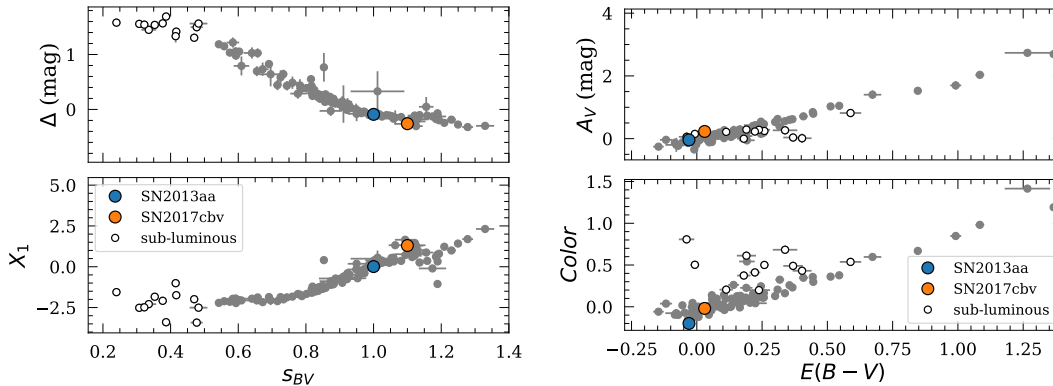 Δ (mag)
1
0
X₁
5.0
2.5
0.0
−2.5
SN2013aa
SN2017cbv
sub-luminous
0.2 0.4 0.6 0.8 1.0 1.2 1.4
s_BV
A_V (mag)
4
2
0
Color
1.5
1.0
0.5
0.0
SN2013aa
SN2017cbv
sub-luminous
−0.25 0.00 0.25 0.50 0.75 1.00 1.25
E(B − V)